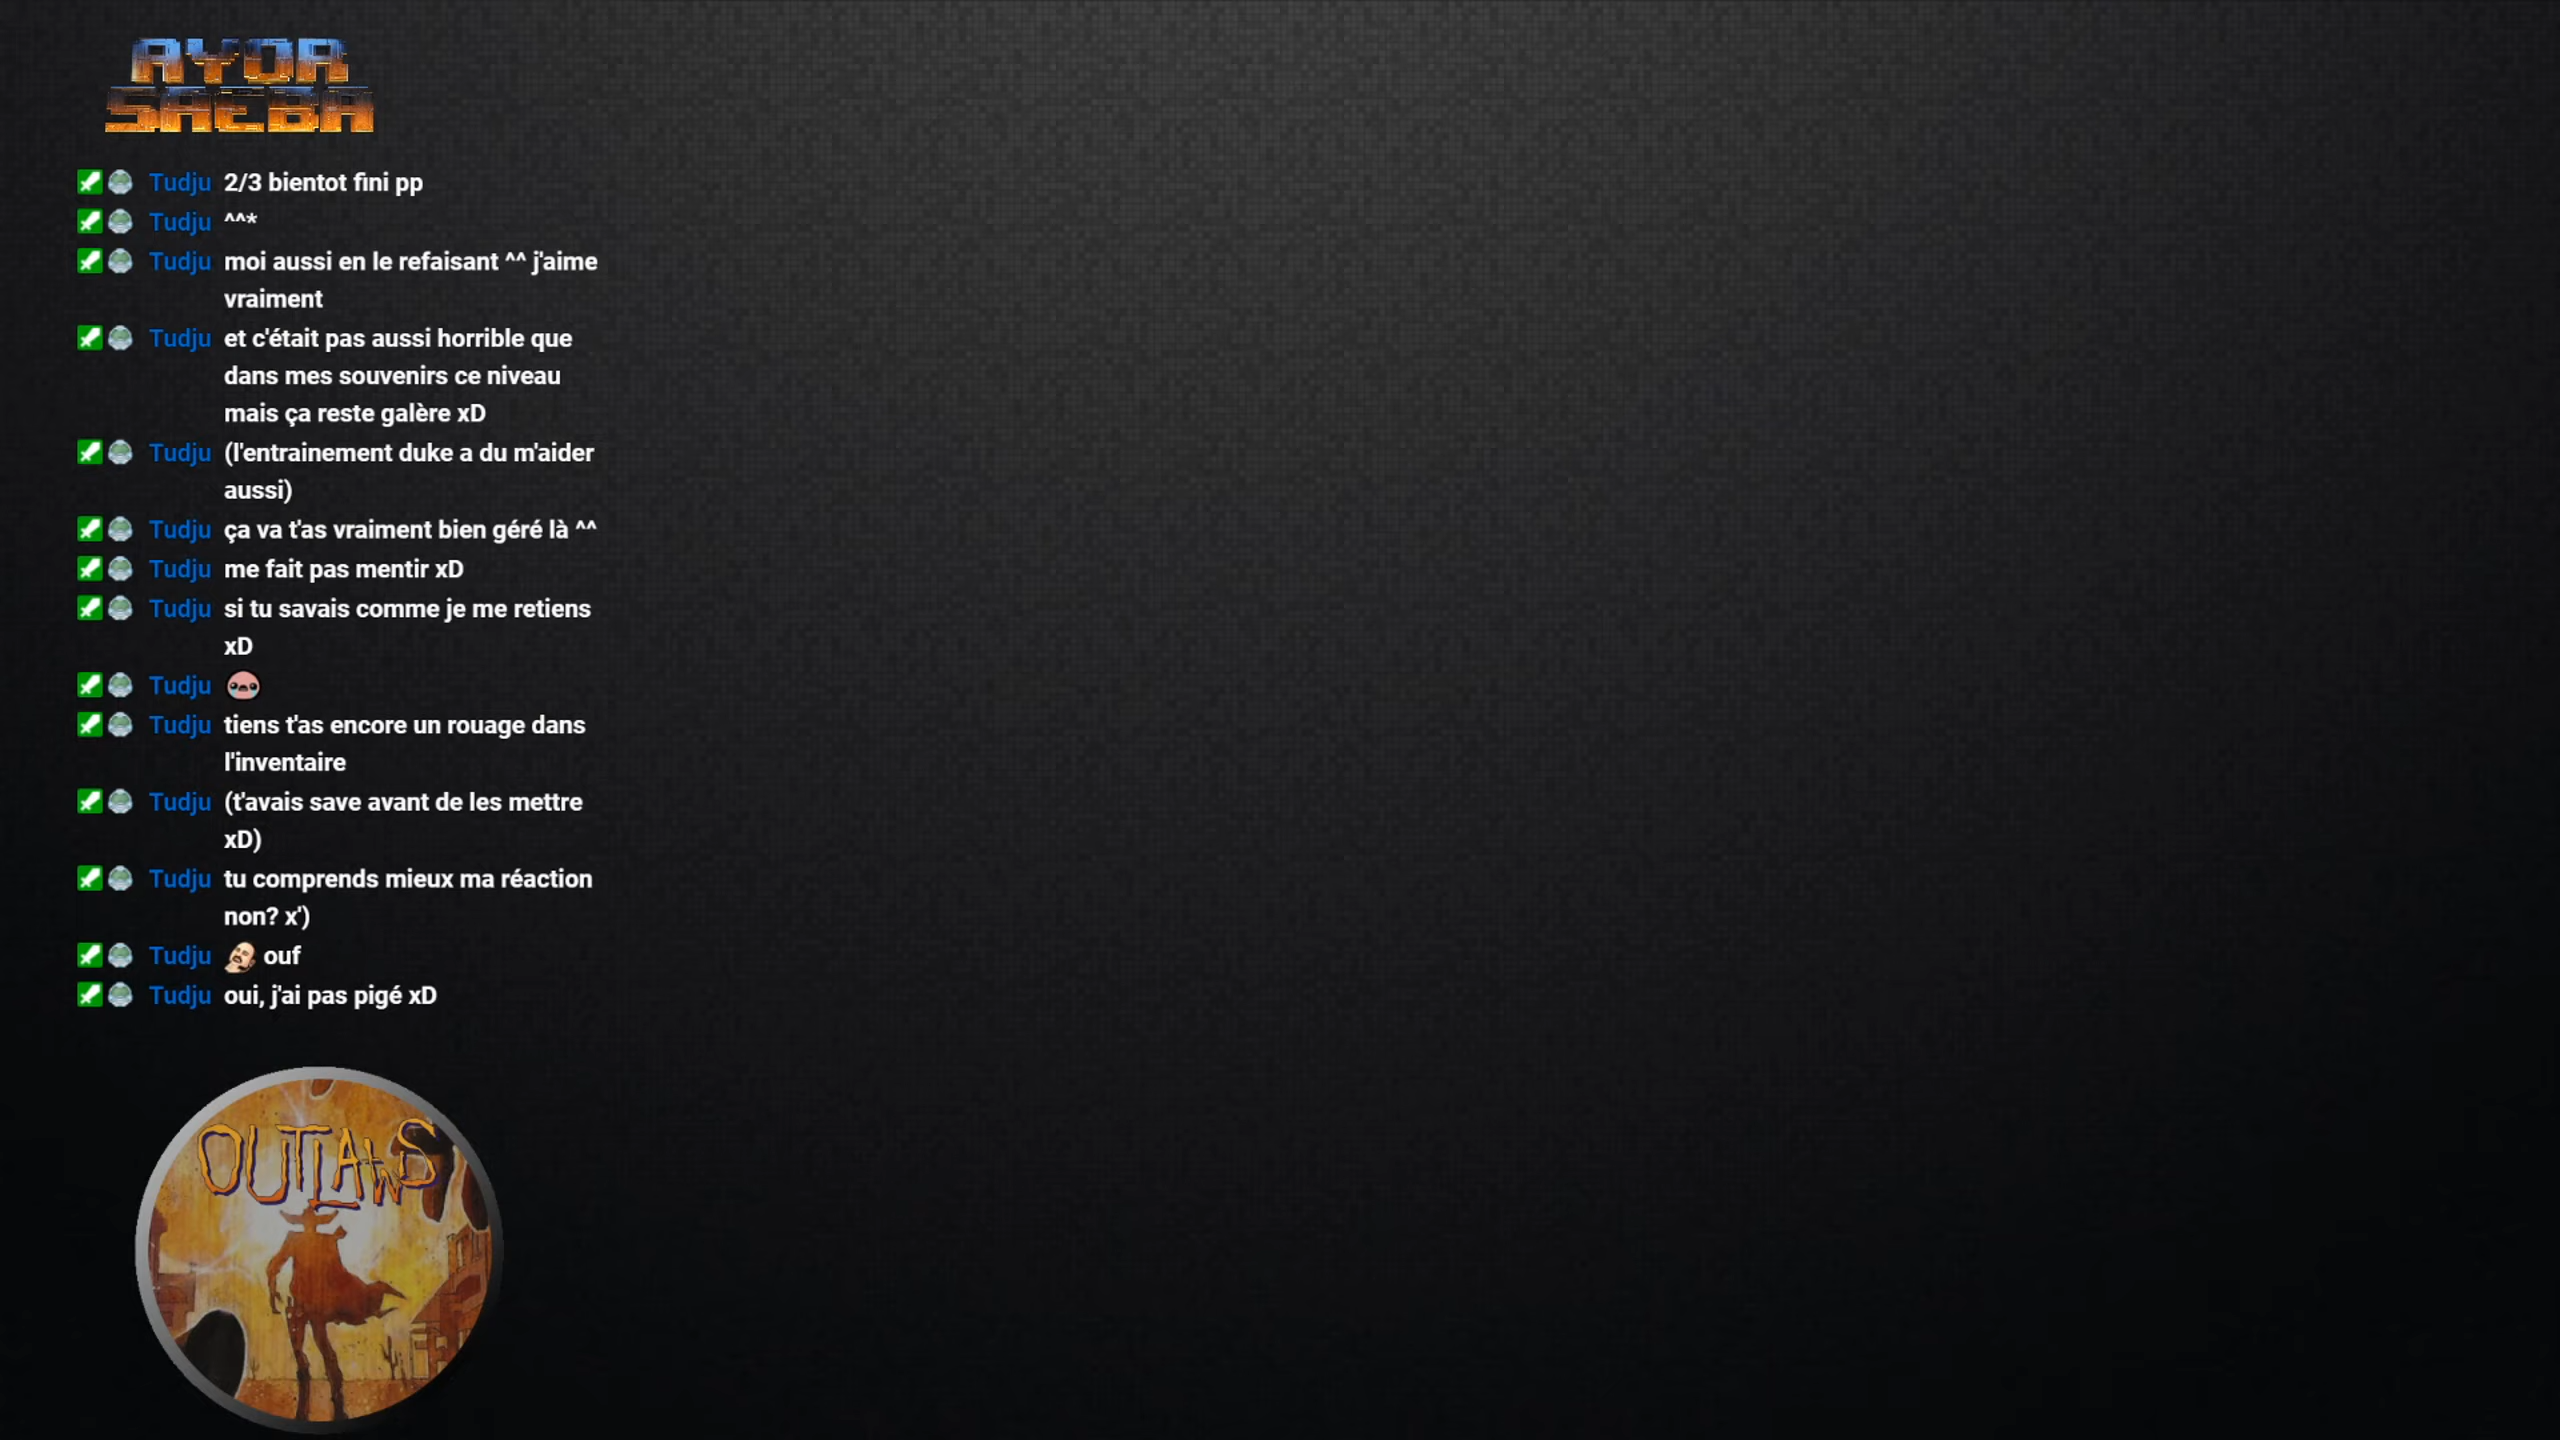 AYOR
SAEBA
Tudju 2/3 bientot fini pp
Tudju ^^*
Tudju moi aussi en le refaisant ^^ j'aime
vraiment
Tudju et c'était pas aussi horrible que
dans mes souvenirs ce niveau
mais ça reste galère xD
Tudju (l'entrainement duke a du m'aider
aussi)
Tudju ça va t'as vraiment bien géré là ^^
Tudju me fait pas mentir xD
Tudju si tu savais comme je me retiens
xD
Tudju
Tudju tiens t'as encore un rouage dans
l'inventaire
Tudju (t'avais save avant de les mettre
xD)
Tudju tu comprends mieux ma réaction
non? x')
Tudju ouf
Tudju oui, j'ai pas pigé xD
OUTLAWS